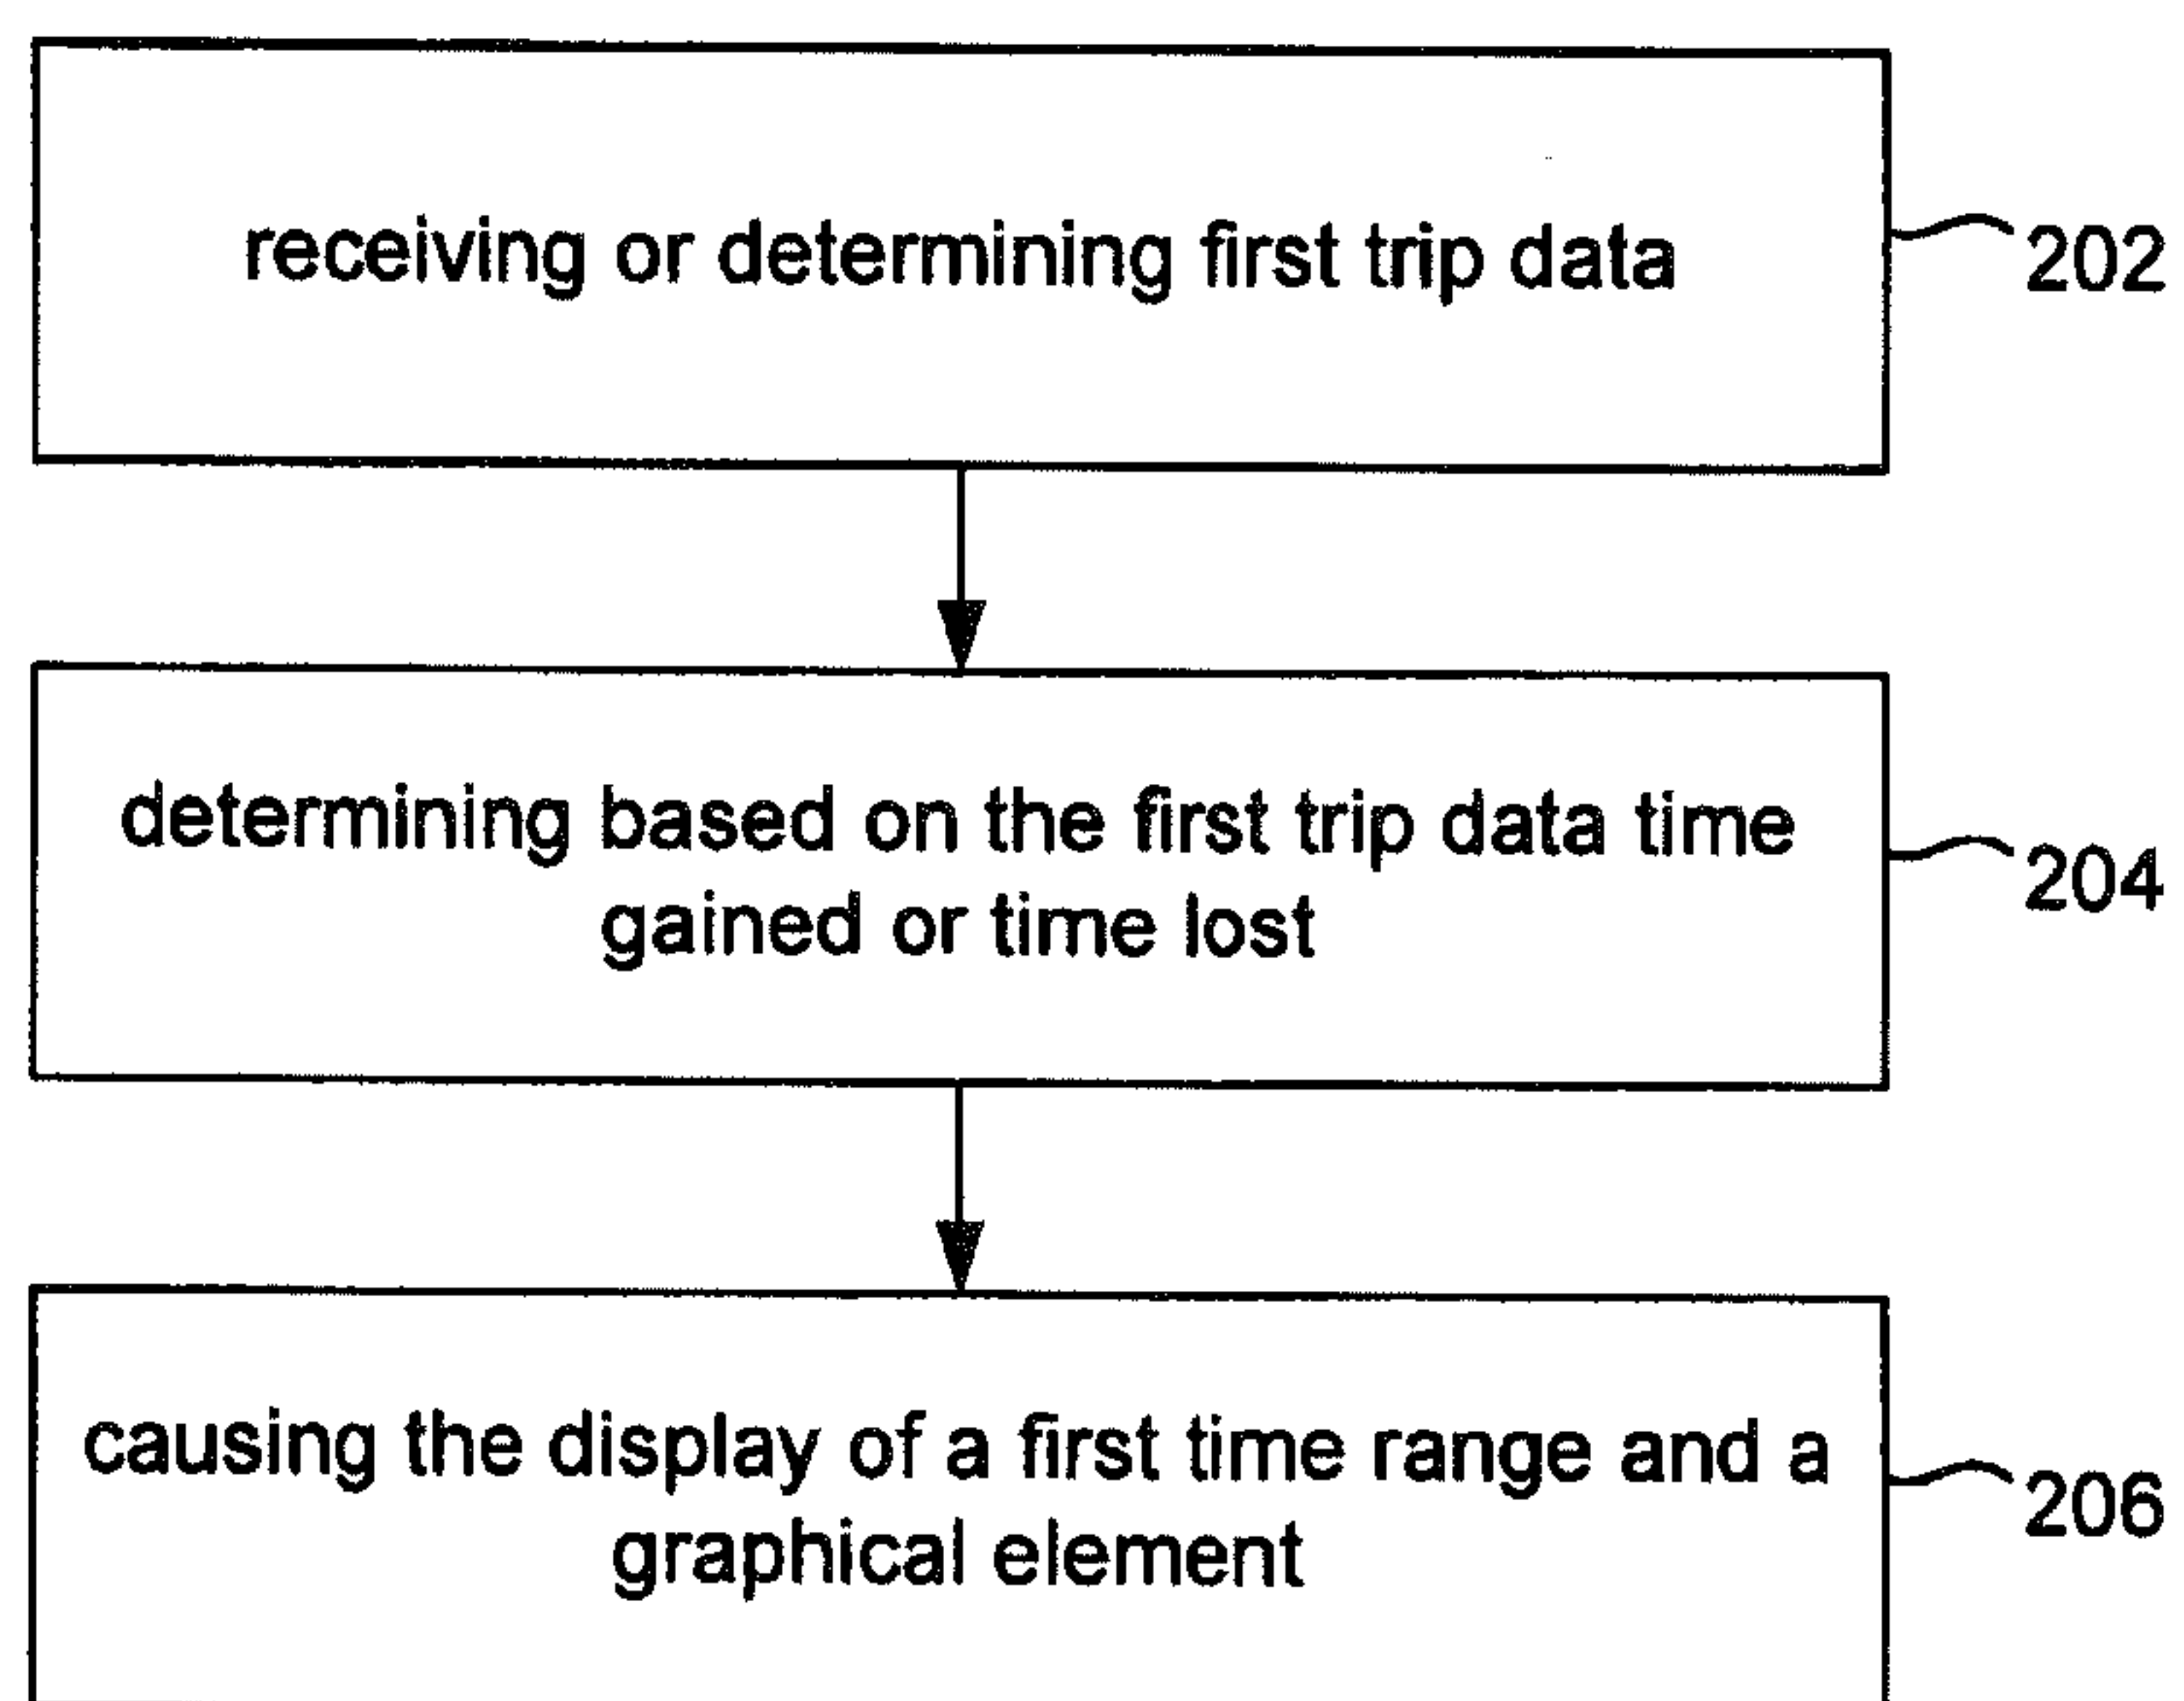 receiving or determining first trip data
202
determining based on the first trip data time
gained or time lost
204
causing the display of a first time range and a
graphical element
206